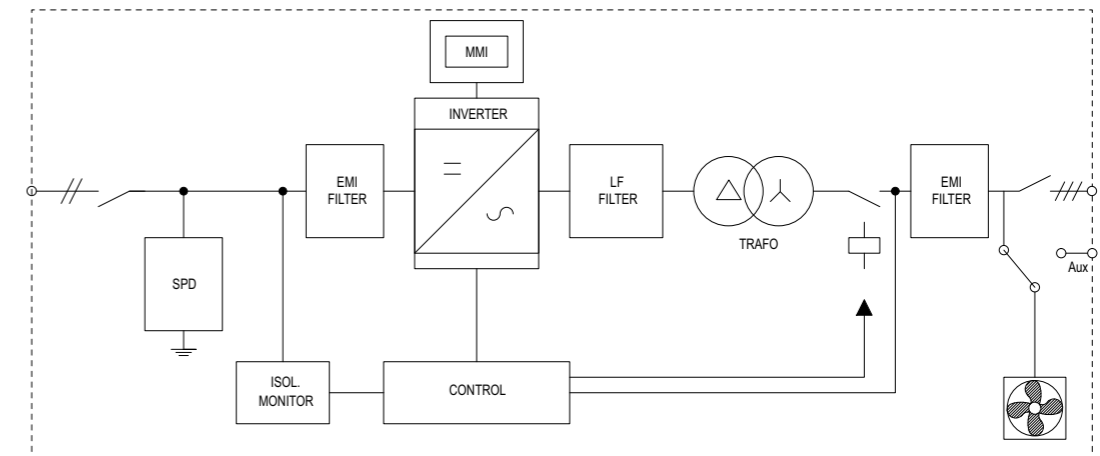 MMI
INVERTER
EMI
FILTER
LF
FILTER
EMI
FILTER
TRAFO
SPD
Aux
ISOL.
MONITOR
CONTROL